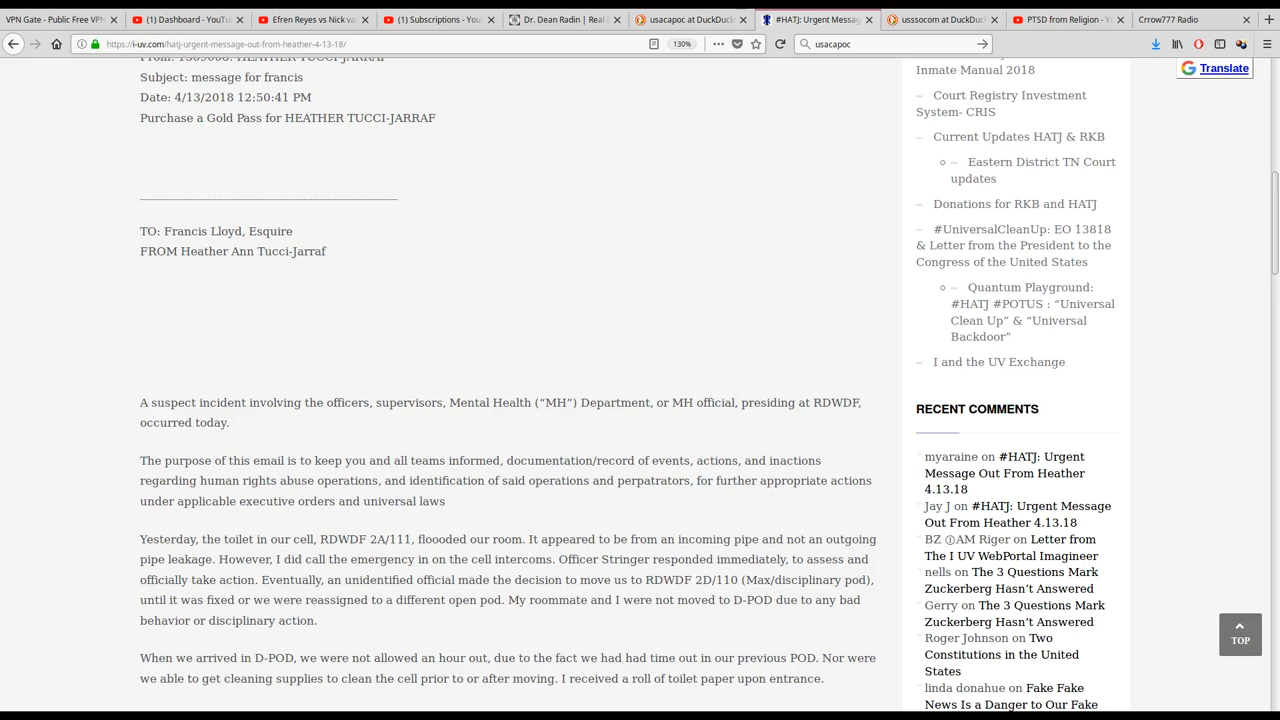 VPN Gate - Public Free VPN
(1) Dashboard - YouTu
Efren Reyes vs Nick va
(1) Subscriptions - You
Dr. Dean Radin | Real
usacapoc at DuckDuck
#HATJ: Urgent Messag
usssocom at DuckDu
PTSD from Religion - Y
Crrow777 Radio
https://i-uv.com/hatj-urgent-message-out-from-heather-4-13-18/
130%
usacapoc
Subject: message for francis
Date: 4/13/2018 12:50:41 PM
Purchase a Gold Pass for HEATHER TUCCI-JARRAF
TO: Francis Lloyd, Esquire
FROM Heather Ann Tucci-Jarraf
A suspect incident involving the officers, supervisors, Mental Health (“MH”) Department, or MH official, presiding at RDWDF,
occurred today.
The purpose of this email is to keep you and all teams informed, documentation/record of events, actions, and inactions
regarding human rights abuse operations, and identification of said operations and perpatrators, for further appropriate actions
under applicable executive orders and universal laws
Yesterday, the toilet in our cell, RDWDF 2A/111, floooded our room. It appeared to be from an incoming pipe and not an outgoing
pipe leakage. However, I did call the emergency in on the cell intercoms. Officer Stringer responded immediately, to assess and
officially take action. Eventually, an unidentified official made the decision to move us to RDWDF 2D/110 (Max/disciplinary pod),
until it was fixed or we were reassigned to a different open pod. My roommate and I were not moved to D-POD due to any bad
behavior or disciplinary action.
When we arrived in D-POD, we were not allowed an hour out, due to the fact we had had time out in our previous POD. Nor were
we able to get cleaning supplies to clean the cell prior to or after moving. I received a roll of toilet paper upon entrance.
Inmate Manual 2018
Court Registry Investment
System- CRIS
Current Updates HATJ & RKB
Eastern District TN Court
updates
Donations for RKB and HATJ
#UniversalCleanUp: EO 13818
& Letter from the President to the
Congress of the United States
Quantum Playground:
#HATJ #POTUS : “Universal
Clean Up” & “Universal
Backdoor”
I and the UV Exchange
RECENT COMMENTS
myaraine on #HATJ: Urgent
Message Out From Heather
4.13.18
Jay J on #HATJ: Urgent Message
Out From Heather 4.13.18
BZ ⓘAM Riger on Letter from
The I UV WebPortal Imagineer
nells on The 3 Questions Mark
Zuckerberg Hasn’t Answered
Gerry on The 3 Questions Mark
Zuckerberg Hasn’t Answered
Roger Johnson on Two
Constitutions in the United
States
linda donahue on Fake Fake
News Is a Danger to Our Fake
Translate
TOP